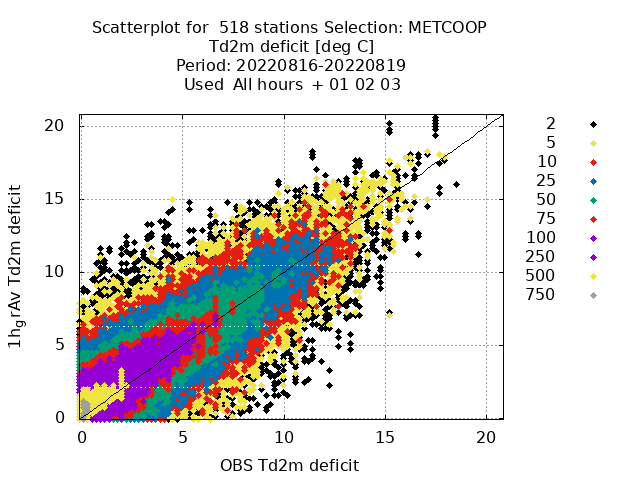 Scatterplot for  518 stations Selection: METCOOP
Td2m deficit [deg C]
Period: 20220816-20220819
Used  All hours  + 01 02 03
1hgrAv Td2m deficit
20
15
10
5
0
0 5 10 15 20
OBS Td2m deficit
2
5
10
25
50
75
100
250
500
750